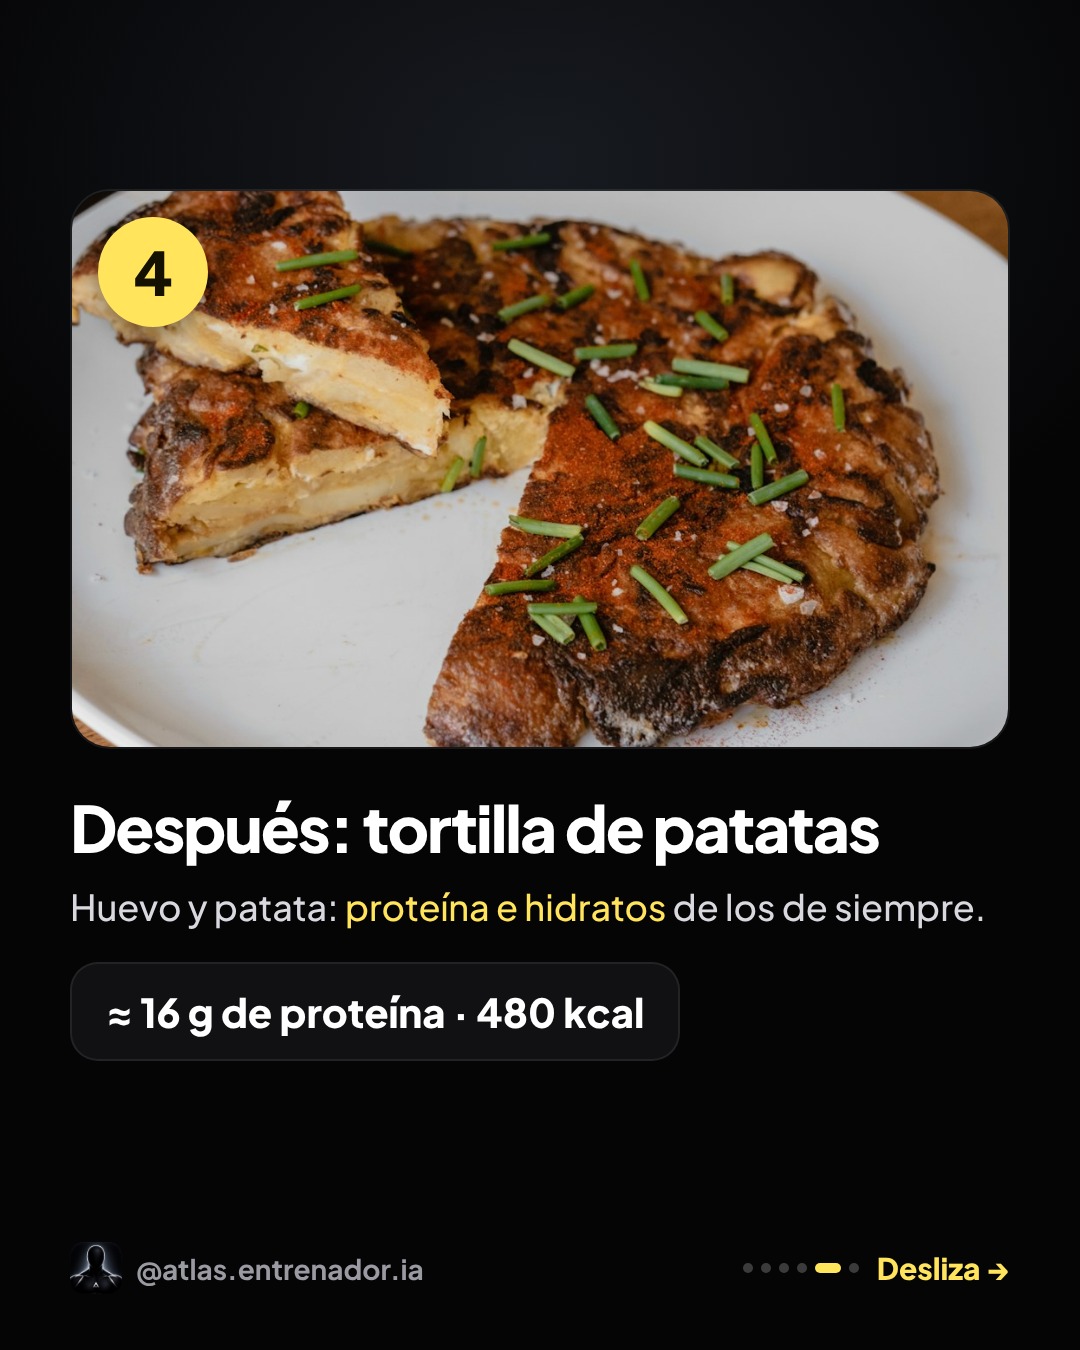 4
Después: tortilla de patatas
Huevo y patata: proteína e hidratos de los de siempre.
≈ 16 g de proteína · 480 kcal
@atlas.entrenador.ia
Desliza →